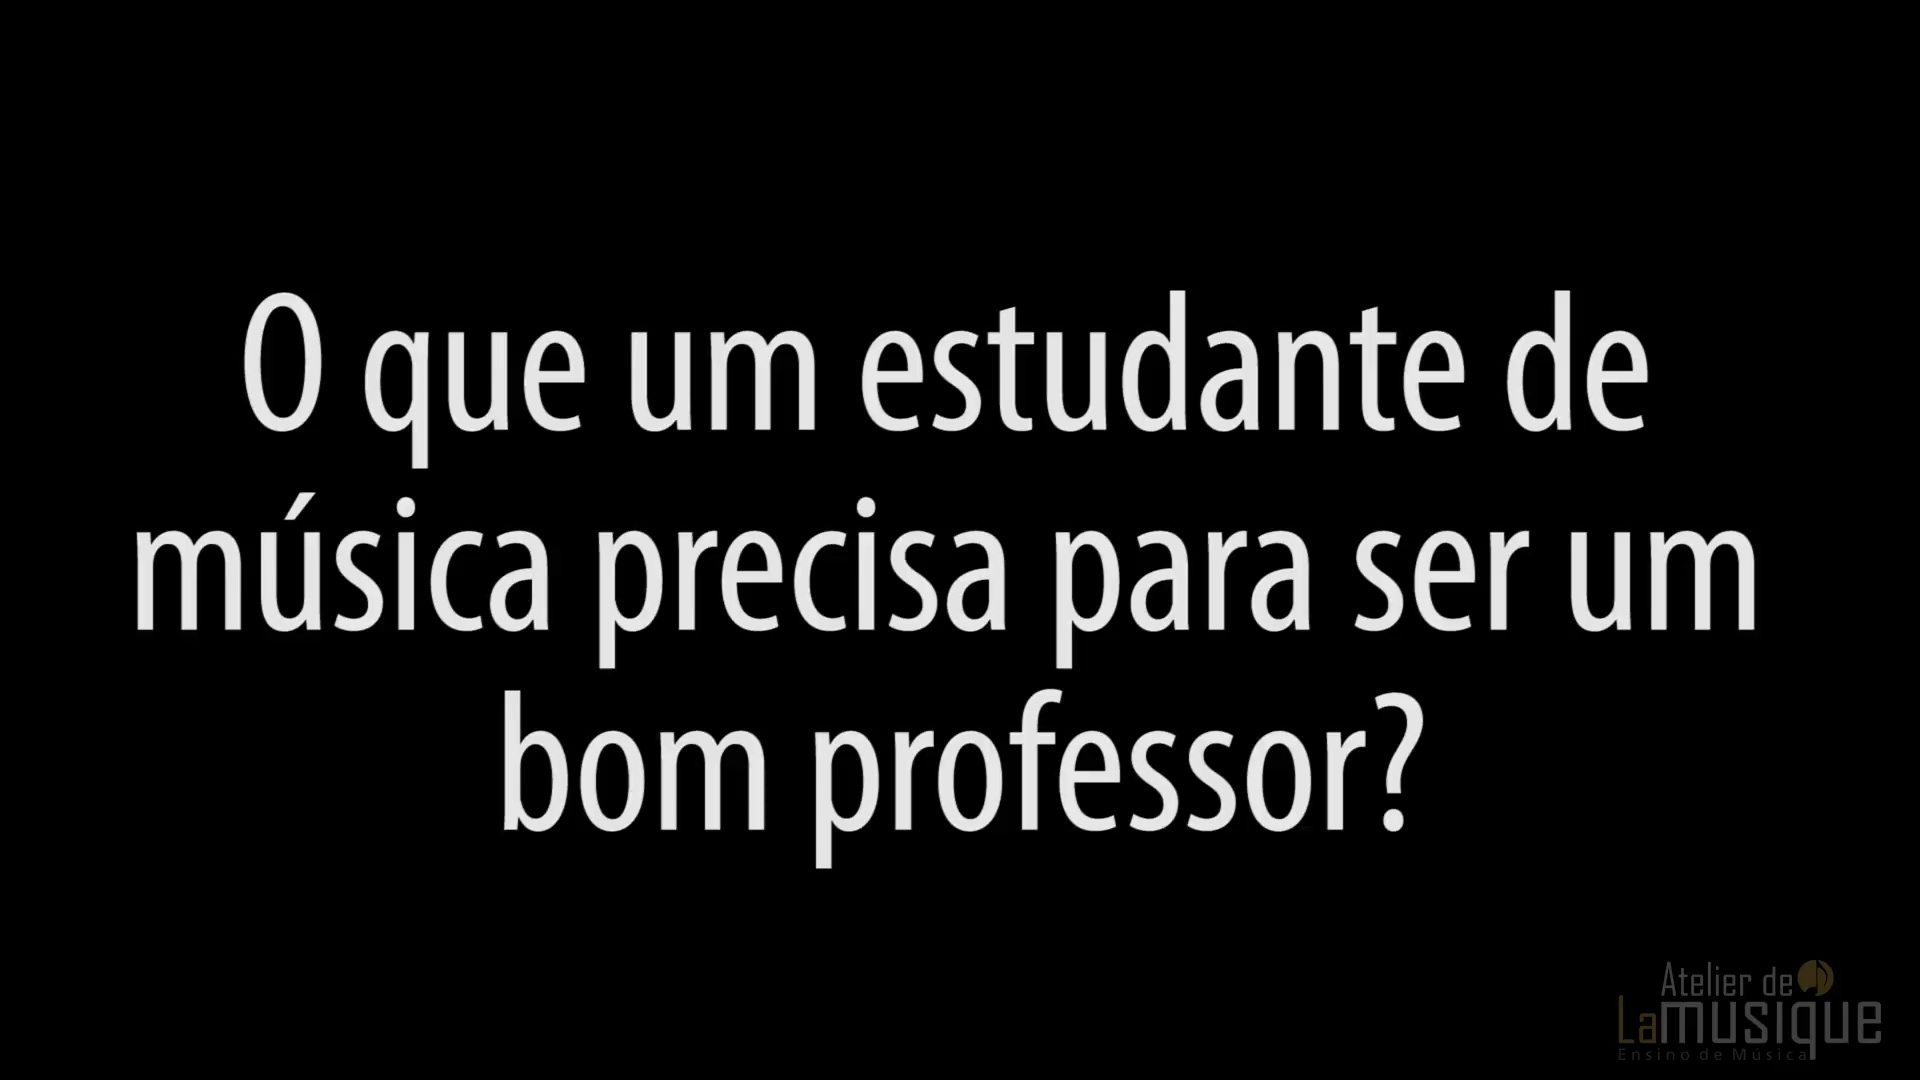 O que um estudante de
música precisa para ser um
bom professor?
Atelier de
Lamusique
Ensino de Música